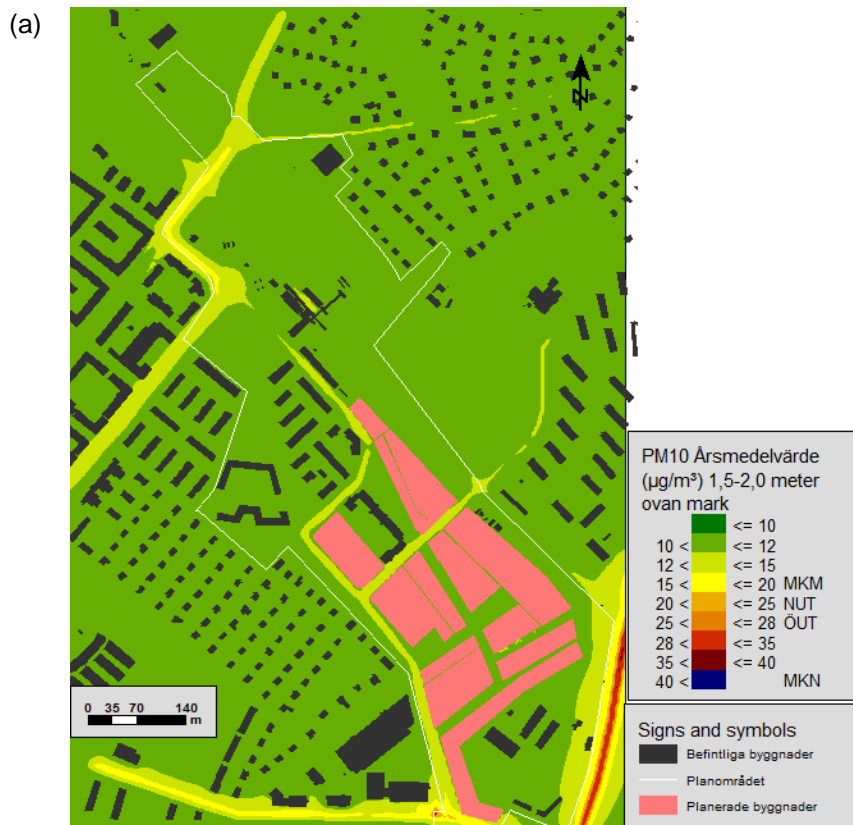 (a)
N
PM10 Årsmedelvärde
(µg/m³) 1,5-2,0 meter
ovan mark
<= 10
10 < <= 12
12 < <= 15
15 < <= 20 MKM
20 < <= 25 NUT
25 < <= 28 ÖUT
28 < <= 35
35 < <= 40
40 < MKN
0 35 70 140
m
Signs and symbols
Befintliga byggnader
Planområdet
Planerade byggnader